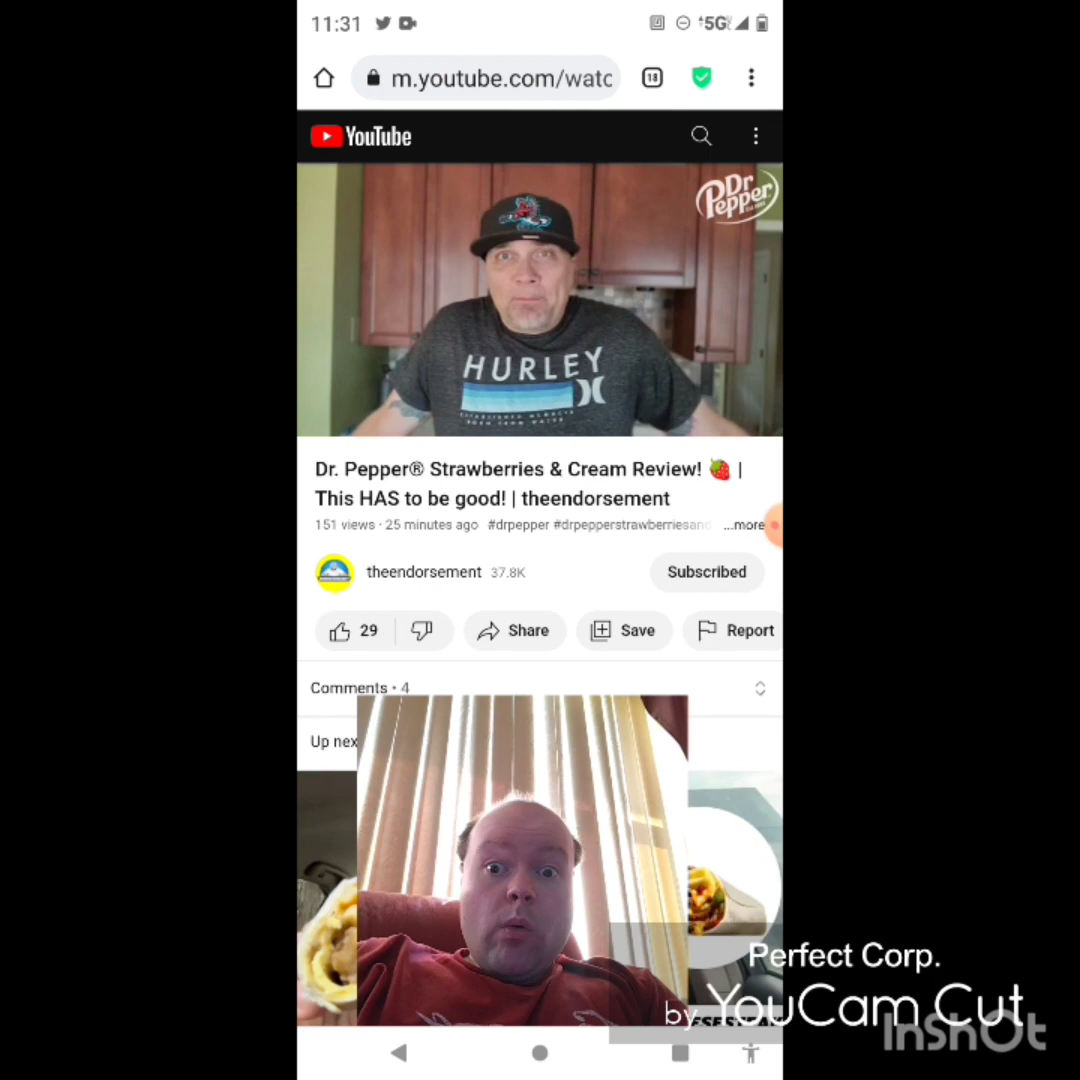 11:31
5G
m.youtube.com/watc
18
YouTube
Dr Pepper
HURLEY
Dr. Pepper® Strawberries & Cream Review! 🍓 |
This HAS to be good! | theendorsement
151 views · 25 minutes ago #drpepper #drpepperstrawberriesand ...more
theendorsement 37.8K
Subscribed
29
Share
Save
Report
Comments • 4
Up nex
Perfect Corp.
by YouCam Cut
InShOt